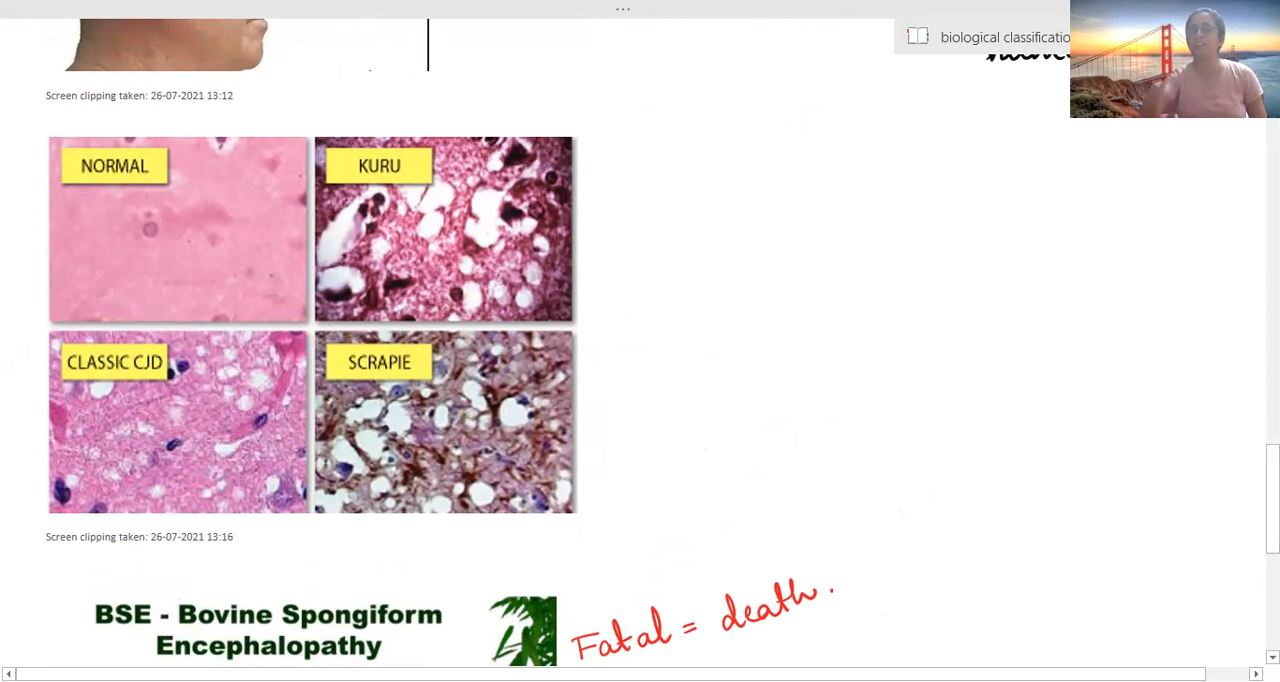 ...
biological classificatio
Screen clipping taken: 26-07-2021 13:12
NORMAL
KURU
CLASSIC CJD
SCRAPIE
Screen clipping taken: 26-07-2021 13:16
BSE - Bovine Spongiform
Encephalopathy
Fatal = death.